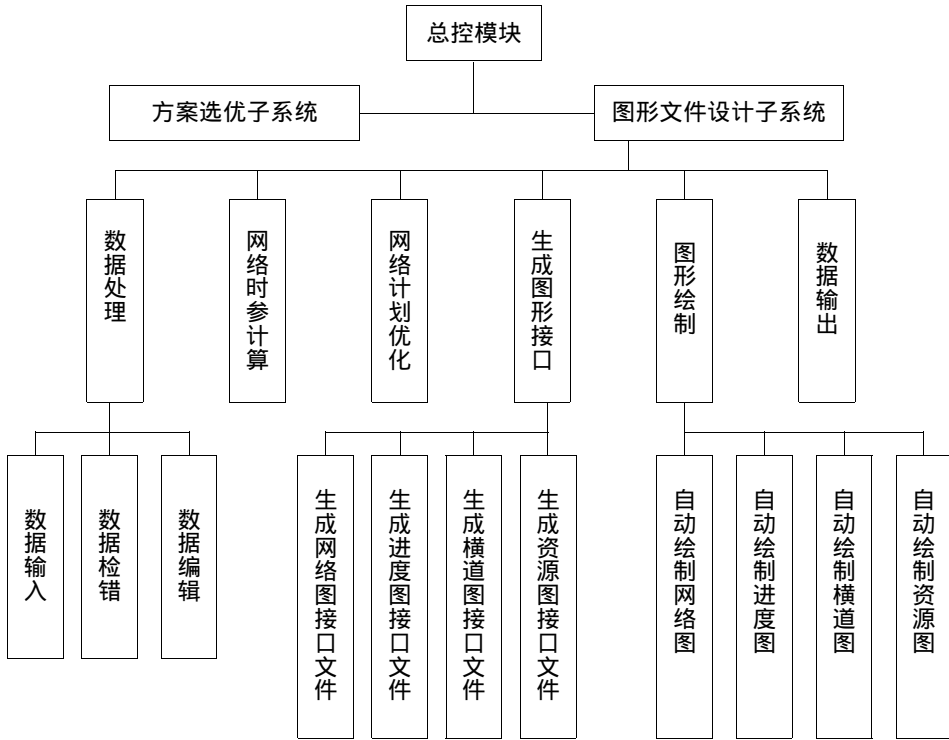 总控模块
方案选优子系统
图形文件设计子系统
数据处理
网络时参计算
网络计划优化
生成图形接口
图形绘制
数据输出
数据输入
数据检错
数据编辑
生成网络图接口文件
生成进度图接口文件
生成横道图接口文件
生成资源图接口文件
自动绘制网络图
自动绘制进度图
自动绘制横道图
自动绘制资源图